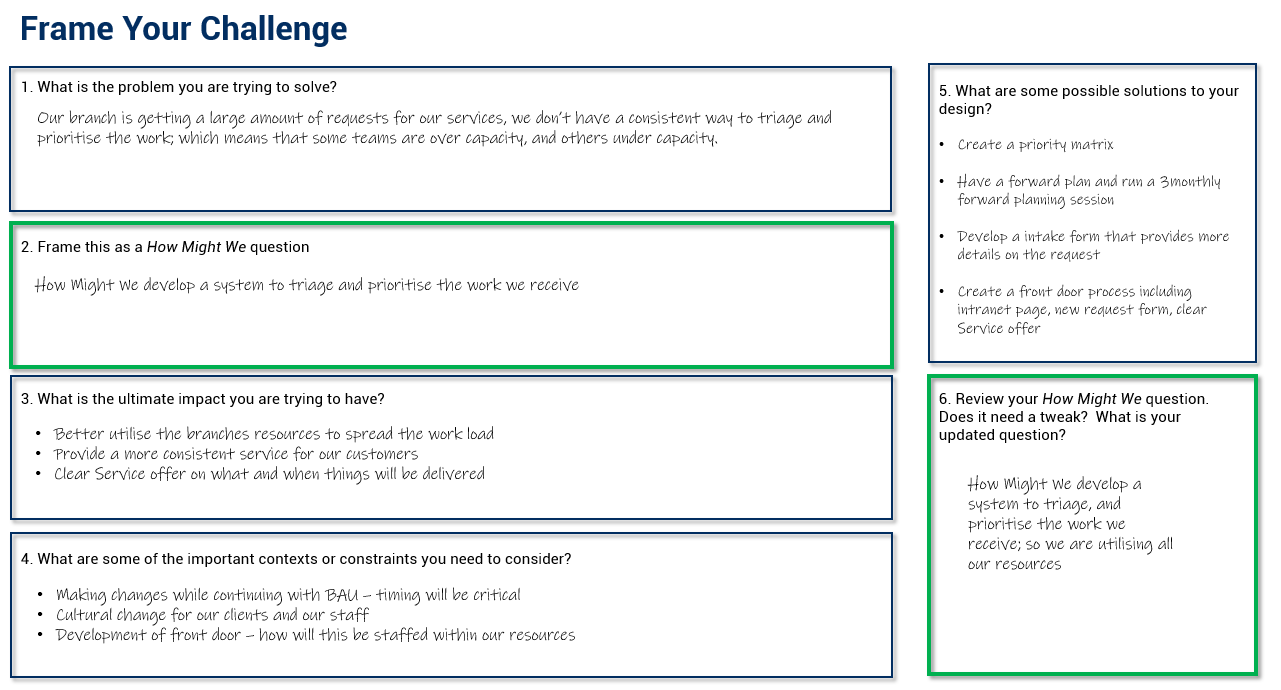 Frame Your Challenge
1. What is the problem you are trying to solve?
Our branch is getting a large amount of requests for our services, we don't have a consistent way to triage and
prioritise the work; which means that some teams are over capacity, and others under capacity.
2. Frame this as a How Might We question
How Might We develop a system to triage and prioritise the work we receive
3. What is the ultimate impact you are trying to have?
• Better utilise the branches resources to spread the work load
• Provide a more consistent service for our customers
• Clear Service offer on what and when things will be delivered
4. What are some of the important contexts or constraints you need to consider?
• Making changes while continuing with BAU – timing will be critical
• Cultural change for our clients and our staff
• Development of front door – how will this be staffed within our resources
5. What are some possible solutions to your
design?
• Create a priority matrix
• Have a forward plan and run a 3monthly
forward planning session
• Develop a intake form that provides more
details on the request
• Create a front door process including
intranet page, new request form, clear
Service offer
6. Review your How Might We question.
Does it need a tweak? What is your
updated question?
How Might We develop a
system to triage, and
prioritise the work we
receive; so we are utilising all
our resources